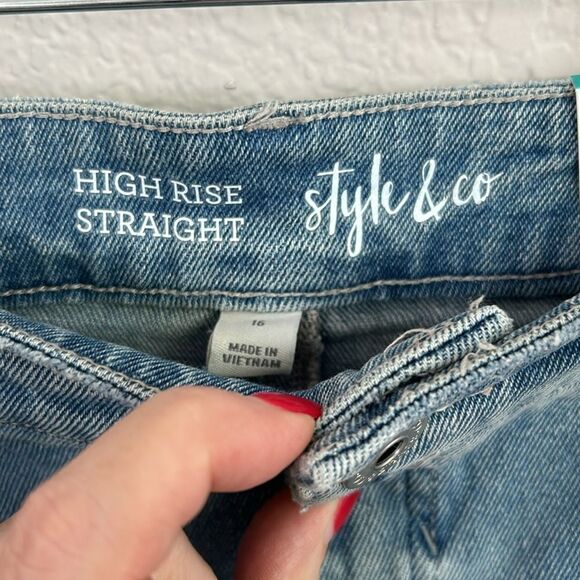 HIGH RISE
STRAIGHT
style & co
16
MADE IN
VIETNAM